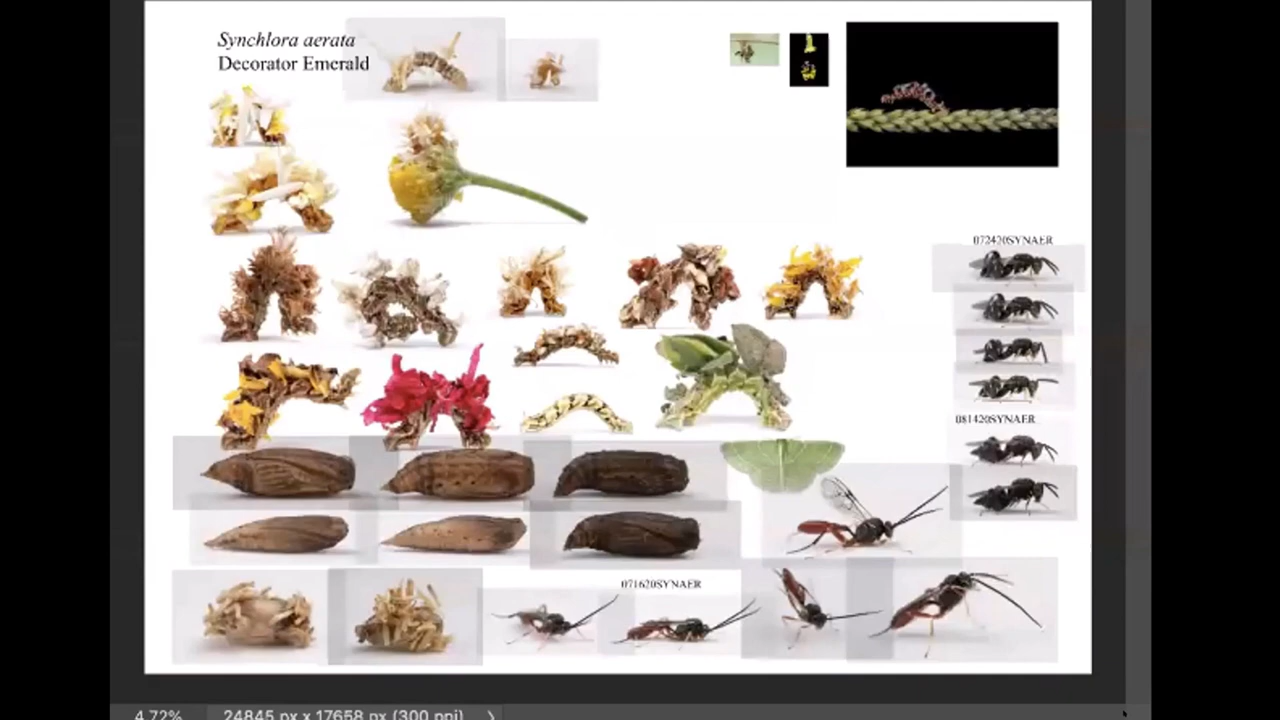 Synchlora aerata
Decorator Emerald
072420SYNAER
081420SYNAER
071620SYNAER
4.72%
24845 px x 17658 px (300 ppi)